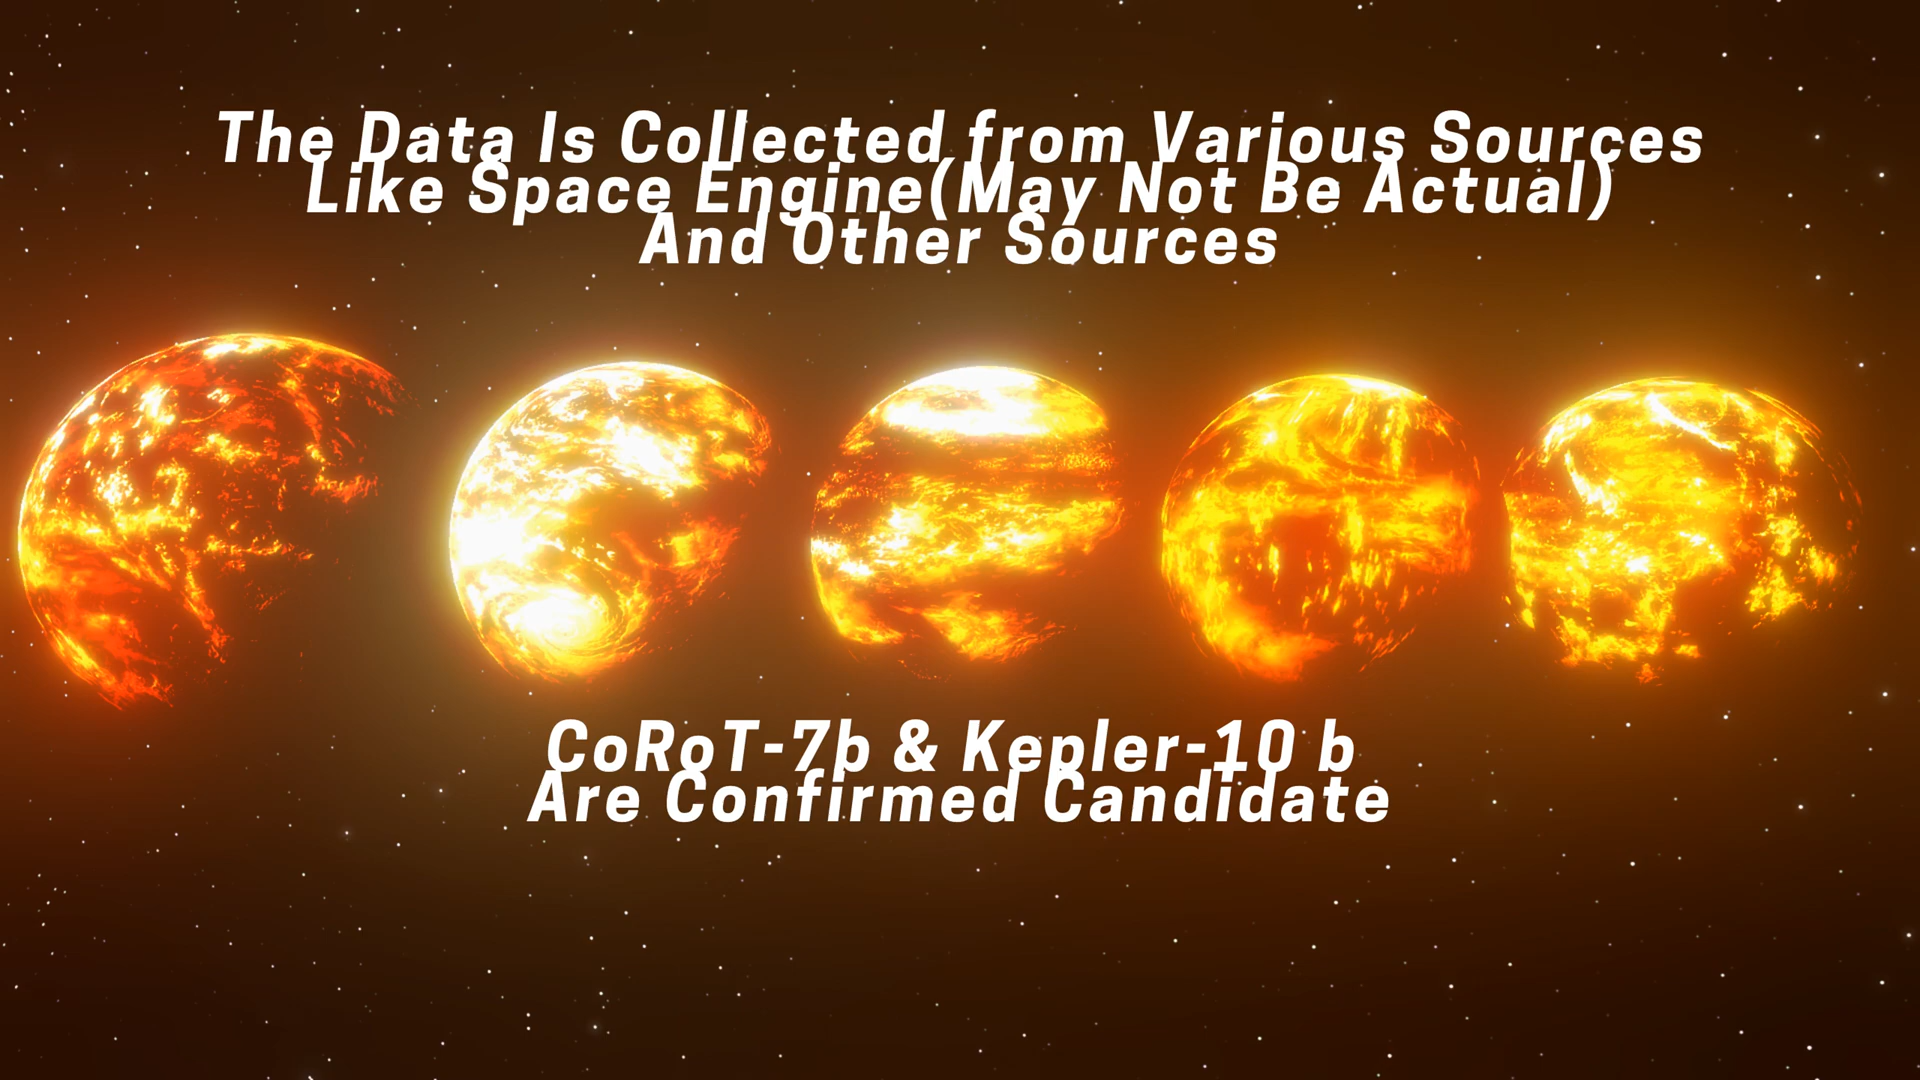 The Data Is Collected from Various Sources
Like Space Engine(May Not Be Actual)
And Other Sources
CoRoT-7b & Kepler-10 b
Are Confirmed Candidate